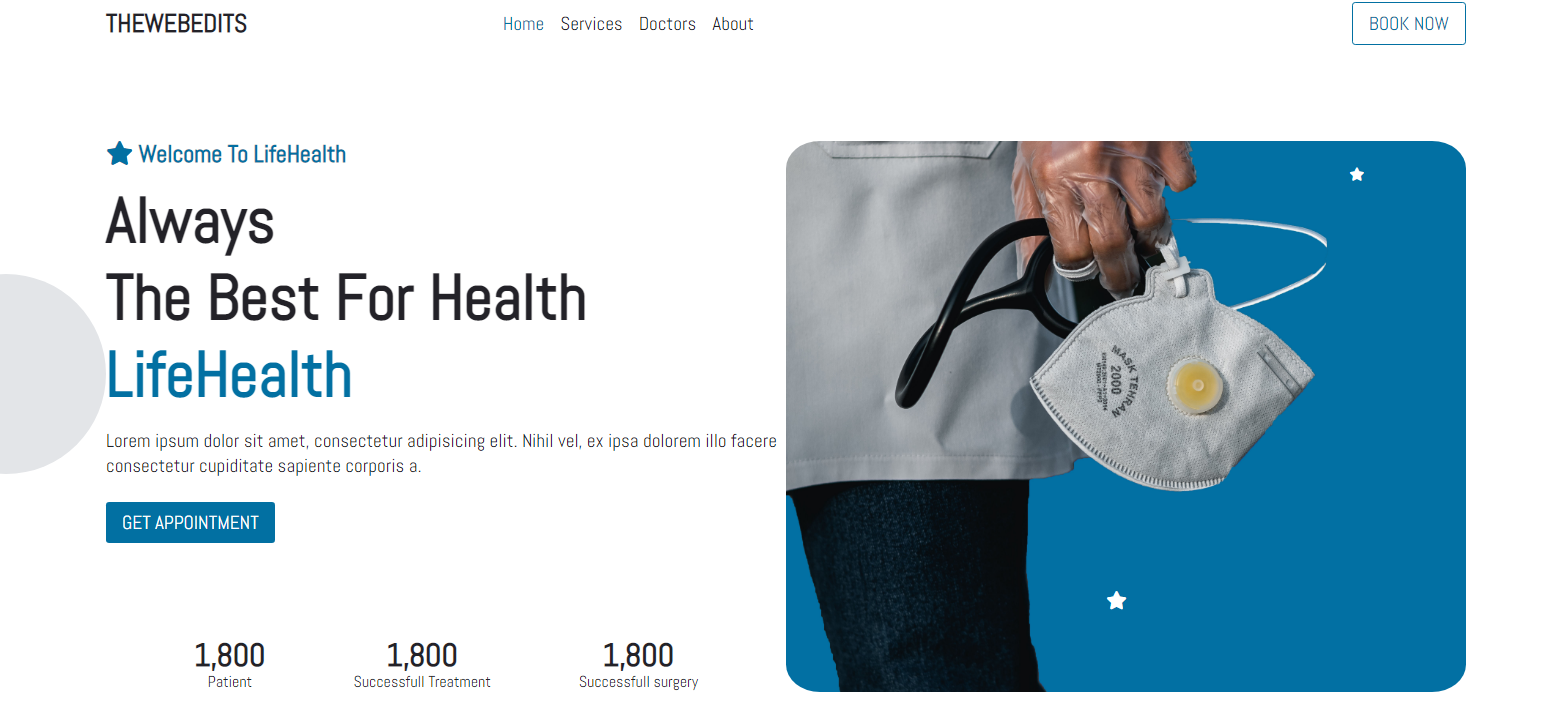 THEWEBEDITS
Home Services Doctors About
BOOK NOW
Welcome To LifeHealth
Always
The Best For Health
LifeHealth
Lorem ipsum dolor sit amet, consectetur adipisicing elit. Nihil vel, ex ipsa dolorem illo facere
consectetur cupiditate sapiente corporis a.
GET APPOINTMENT
1,800 1,800 1,800
Patient Successfull Treatment Successfull surgery
MASK TEHRAN
2000